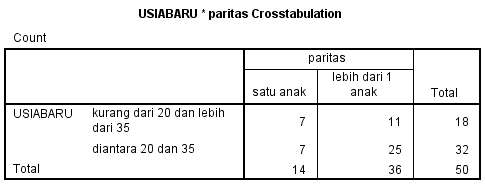 USIABARU * paritas Crosstabulation
Count
paritas
satu anak lebih dari 1 anak Total
USIABARU kurang dari 20 dan lebih dari 35 7 11 18
diantara 20 dan 35 7 25 32
Total 14 36 50